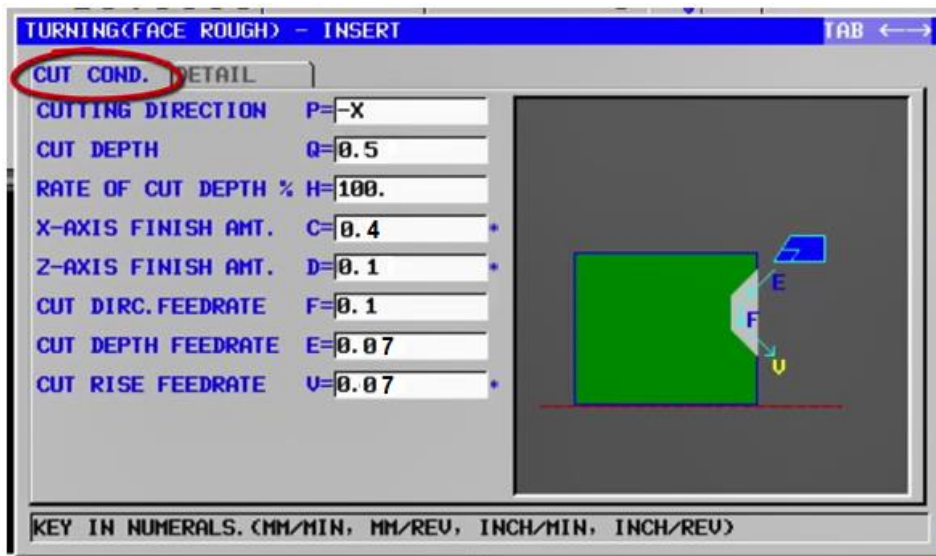 TURNING(FACE ROUGH) - INSERT TAB ←→
CUT COND. DETAIL
CUTTING DIRECTION P=-X
CUT DEPTH Q=0.5
RATE OF CUT DEPTH % H=100.
X-AXIS FINISH AMT. C=0.4 *
Z-AXIS FINISH AMT. D=0.1 *
CUT DIRC.FEEDRATE F=0.1
CUT DEPTH FEEDRATE E=0.07
CUT RISE FEEDRATE V=0.07 *
E
F
V
KEY IN NUMERALS.(MM/MIN, MM/REV, INCH/MIN, INCH/REV)